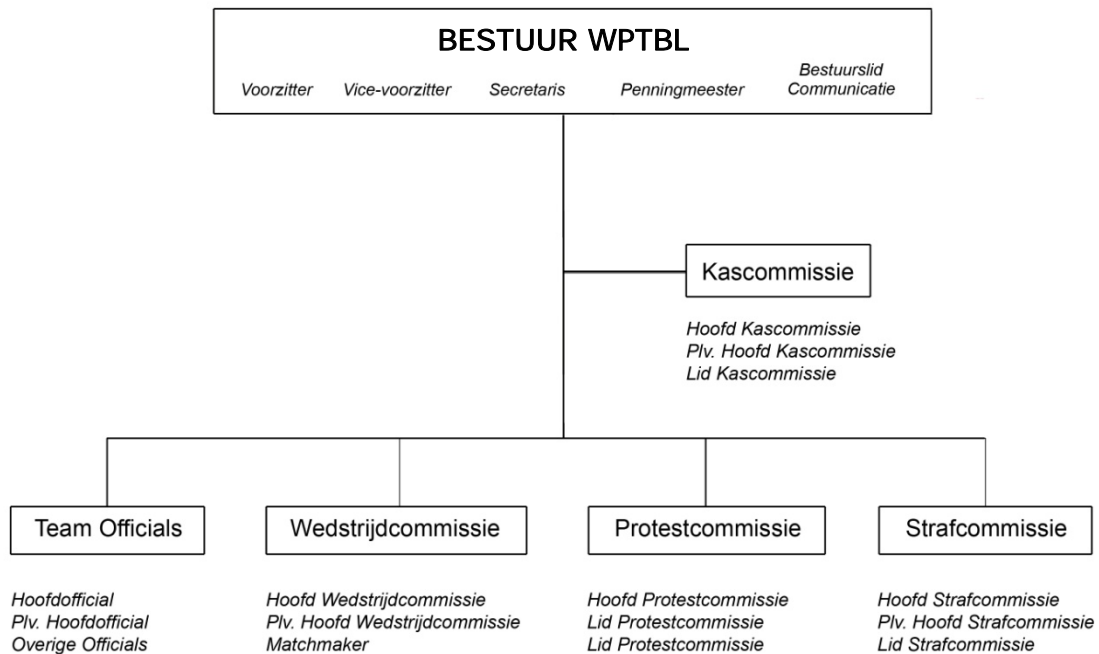 BESTUUR WPTBL
Voorzitter Vice-voorzitter Secretaris Penningmeester Bestuurslid
Communicatie
Kascommissie
Hoofd Kascommissie
Plv. Hoofd Kascommissie
Lid Kascommissie
Team Officials
Hoofdofficial
Plv. Hoofdofficial
Overige Officials
Wedstrijdcommissie
Hoofd Wedstrijdcommissie
Plv. Hoofd Wedstrijdcommissie
Matchmaker
Protestcommissie
Hoofd Protestcommissie
Lid Protestcommissie
Lid Protestcommissie
Strafcommissie
Hoofd Strafcommissie
Plv. Hoofd Strafcommissie
Lid Strafcommissie